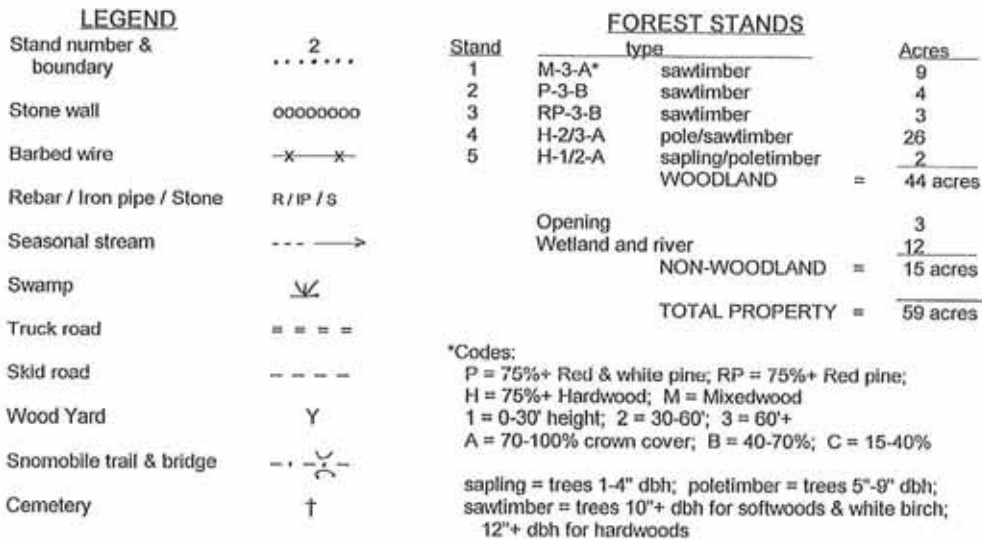 LEGEND
Stand number & 2
boundary . . . . . . .
Stone wall oooooooo
Barbed wire —x——x—
Rebar / Iron pipe / Stone R / IP / S
Seasonal stream - - - ——>
Swamp
Truck road = = = =
Skid road - - - -
Wood Yard Y
Snomobile trail & bridge
Cemetery †
FOREST STANDS
Stand type Acres
1 M-3-A* sawtimber 9
2 P-3-B sawtimber 4
3 RP-3-B sawtimber 3
4 H-2/3-A pole/sawtimber 26
5 H-1/2-A sapling/poletimber 2
WOODLAND = 44 acres
Opening 3
Wetland and river 12
NON-WOODLAND = 15 acres
TOTAL PROPERTY = 59 acres
*Codes:
P = 75%+ Red & white pine; RP = 75%+ Red pine;
H = 75%+ Hardwood; M = Mixedwood
1 = 0-30' height; 2 = 30-60'; 3 = 60'+
A = 70-100% crown cover; B = 40-70%; C = 15-40%
sapling = trees 1-4" dbh; poletimber = trees 5"-9" dbh;
sawtimber = trees 10"+ dbh for softwoods & white birch;
12"+ dbh for hardwoods